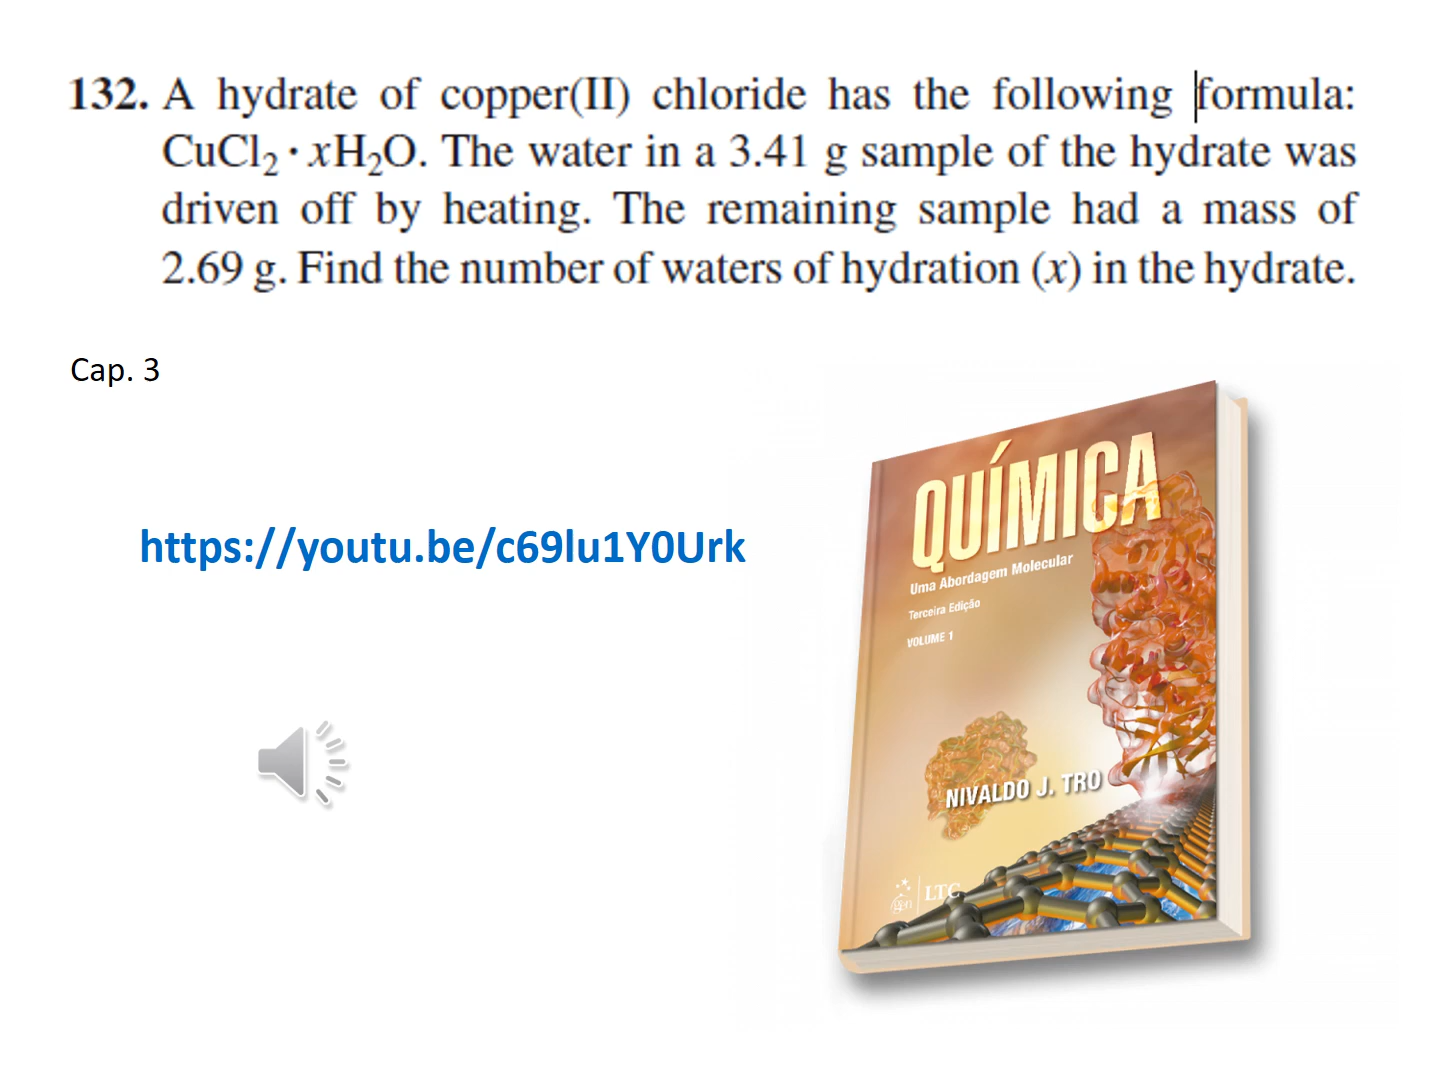 132. A hydrate of copper(II) chloride has the following formula:
CuCl₂ · xH₂O. The water in a 3.41 g sample of the hydrate was
driven off by heating. The remaining sample had a mass of
2.69 g. Find the number of waters of hydration (x) in the hydrate.
Cap. 3
https://youtu.be/c69lu1Y0Urk
QUÍMICA
Uma Abordagem Molecular
Terceira Edição
VOLUME 1
NIVALDO J. TRO
gen
LTC